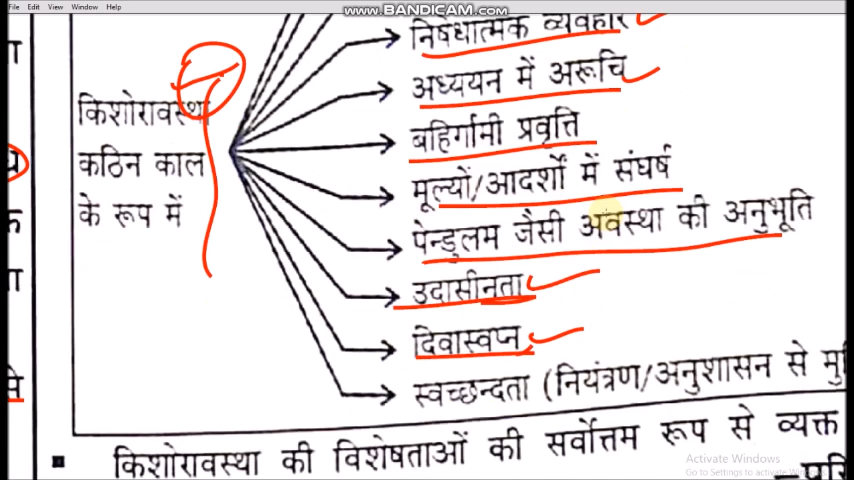 File Edit View Window
www.BANDICAM.com
निषेधात्मक व्यवहार
अध्ययन में अरूचि
बहिर्गामी प्रवृत्ति
मूल्यों/आदर्शों में संघर्ष
पेन्डुलम जैसी अवस्था की अनुभूति
उदासीनता
दिवास्वप्न
स्वच्छन्दता (नियंत्रण/अनुशासन से
किशोरावस्था
कठिन काल
के रूप में
किशोरावस्था की विशेषताओं की सर्वोत्तम रूप से व्यक्त
Activate Windows
Go to Settings to activate Windows.